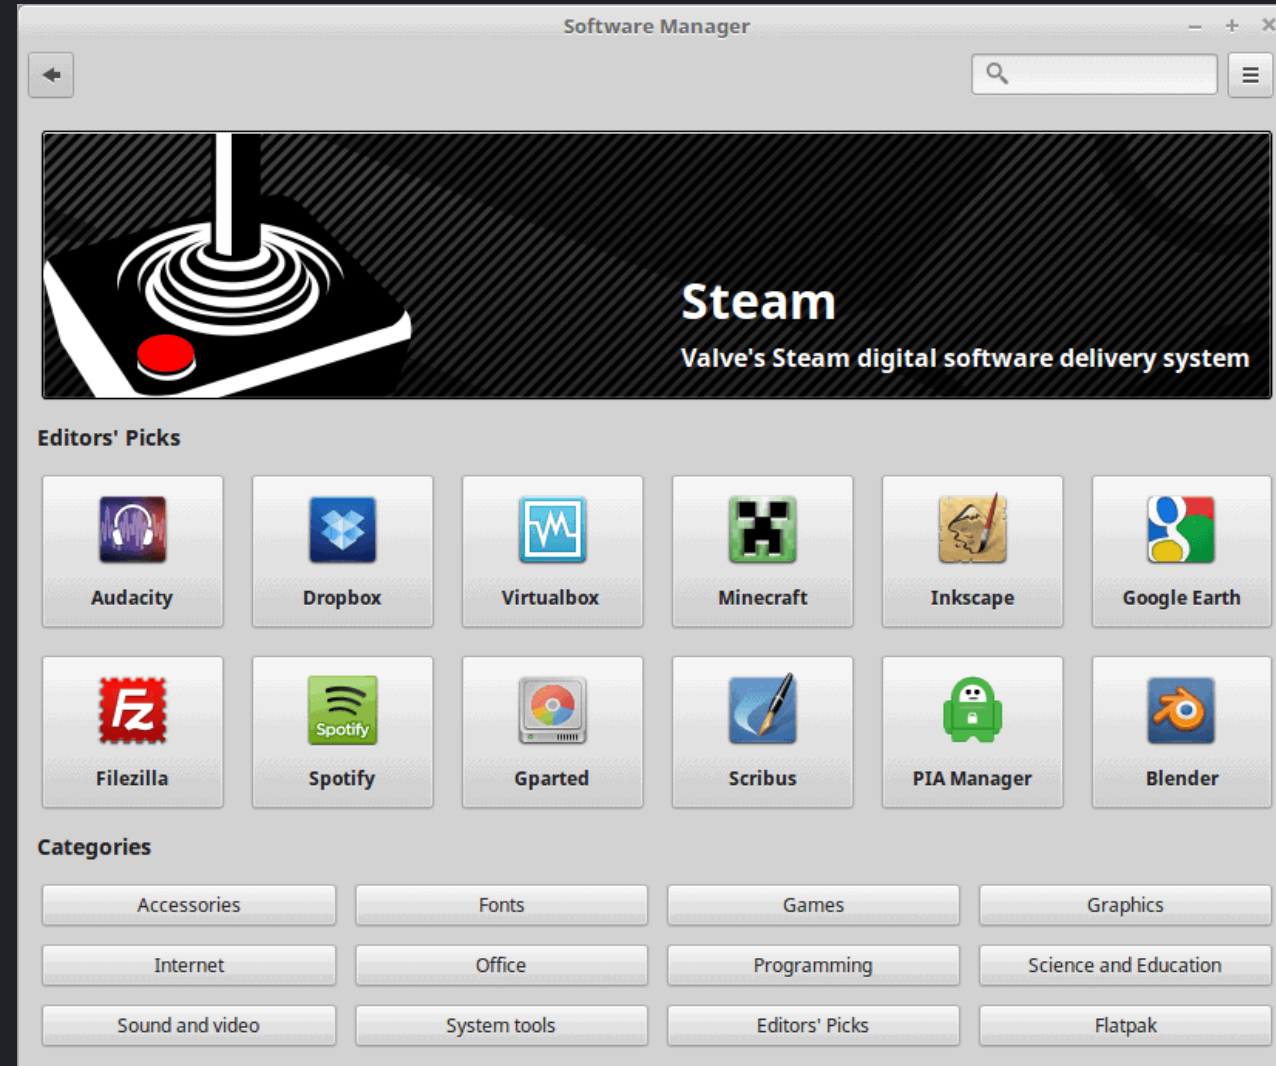 Software Manager
Steam
Valve's Steam digital software delivery system
Editors' Picks
Audacity
Dropbox
Virtualbox
Minecraft
Inkscape
Google Earth
Fz
Spotify
Filezilla
Spotify
Gparted
Scribus
PIA Manager
Blender
Categories
Accessories
Fonts
Games
Graphics
Internet
Office
Programming
Science and Education
Sound and video
System tools
Editors' Picks
Flatpak